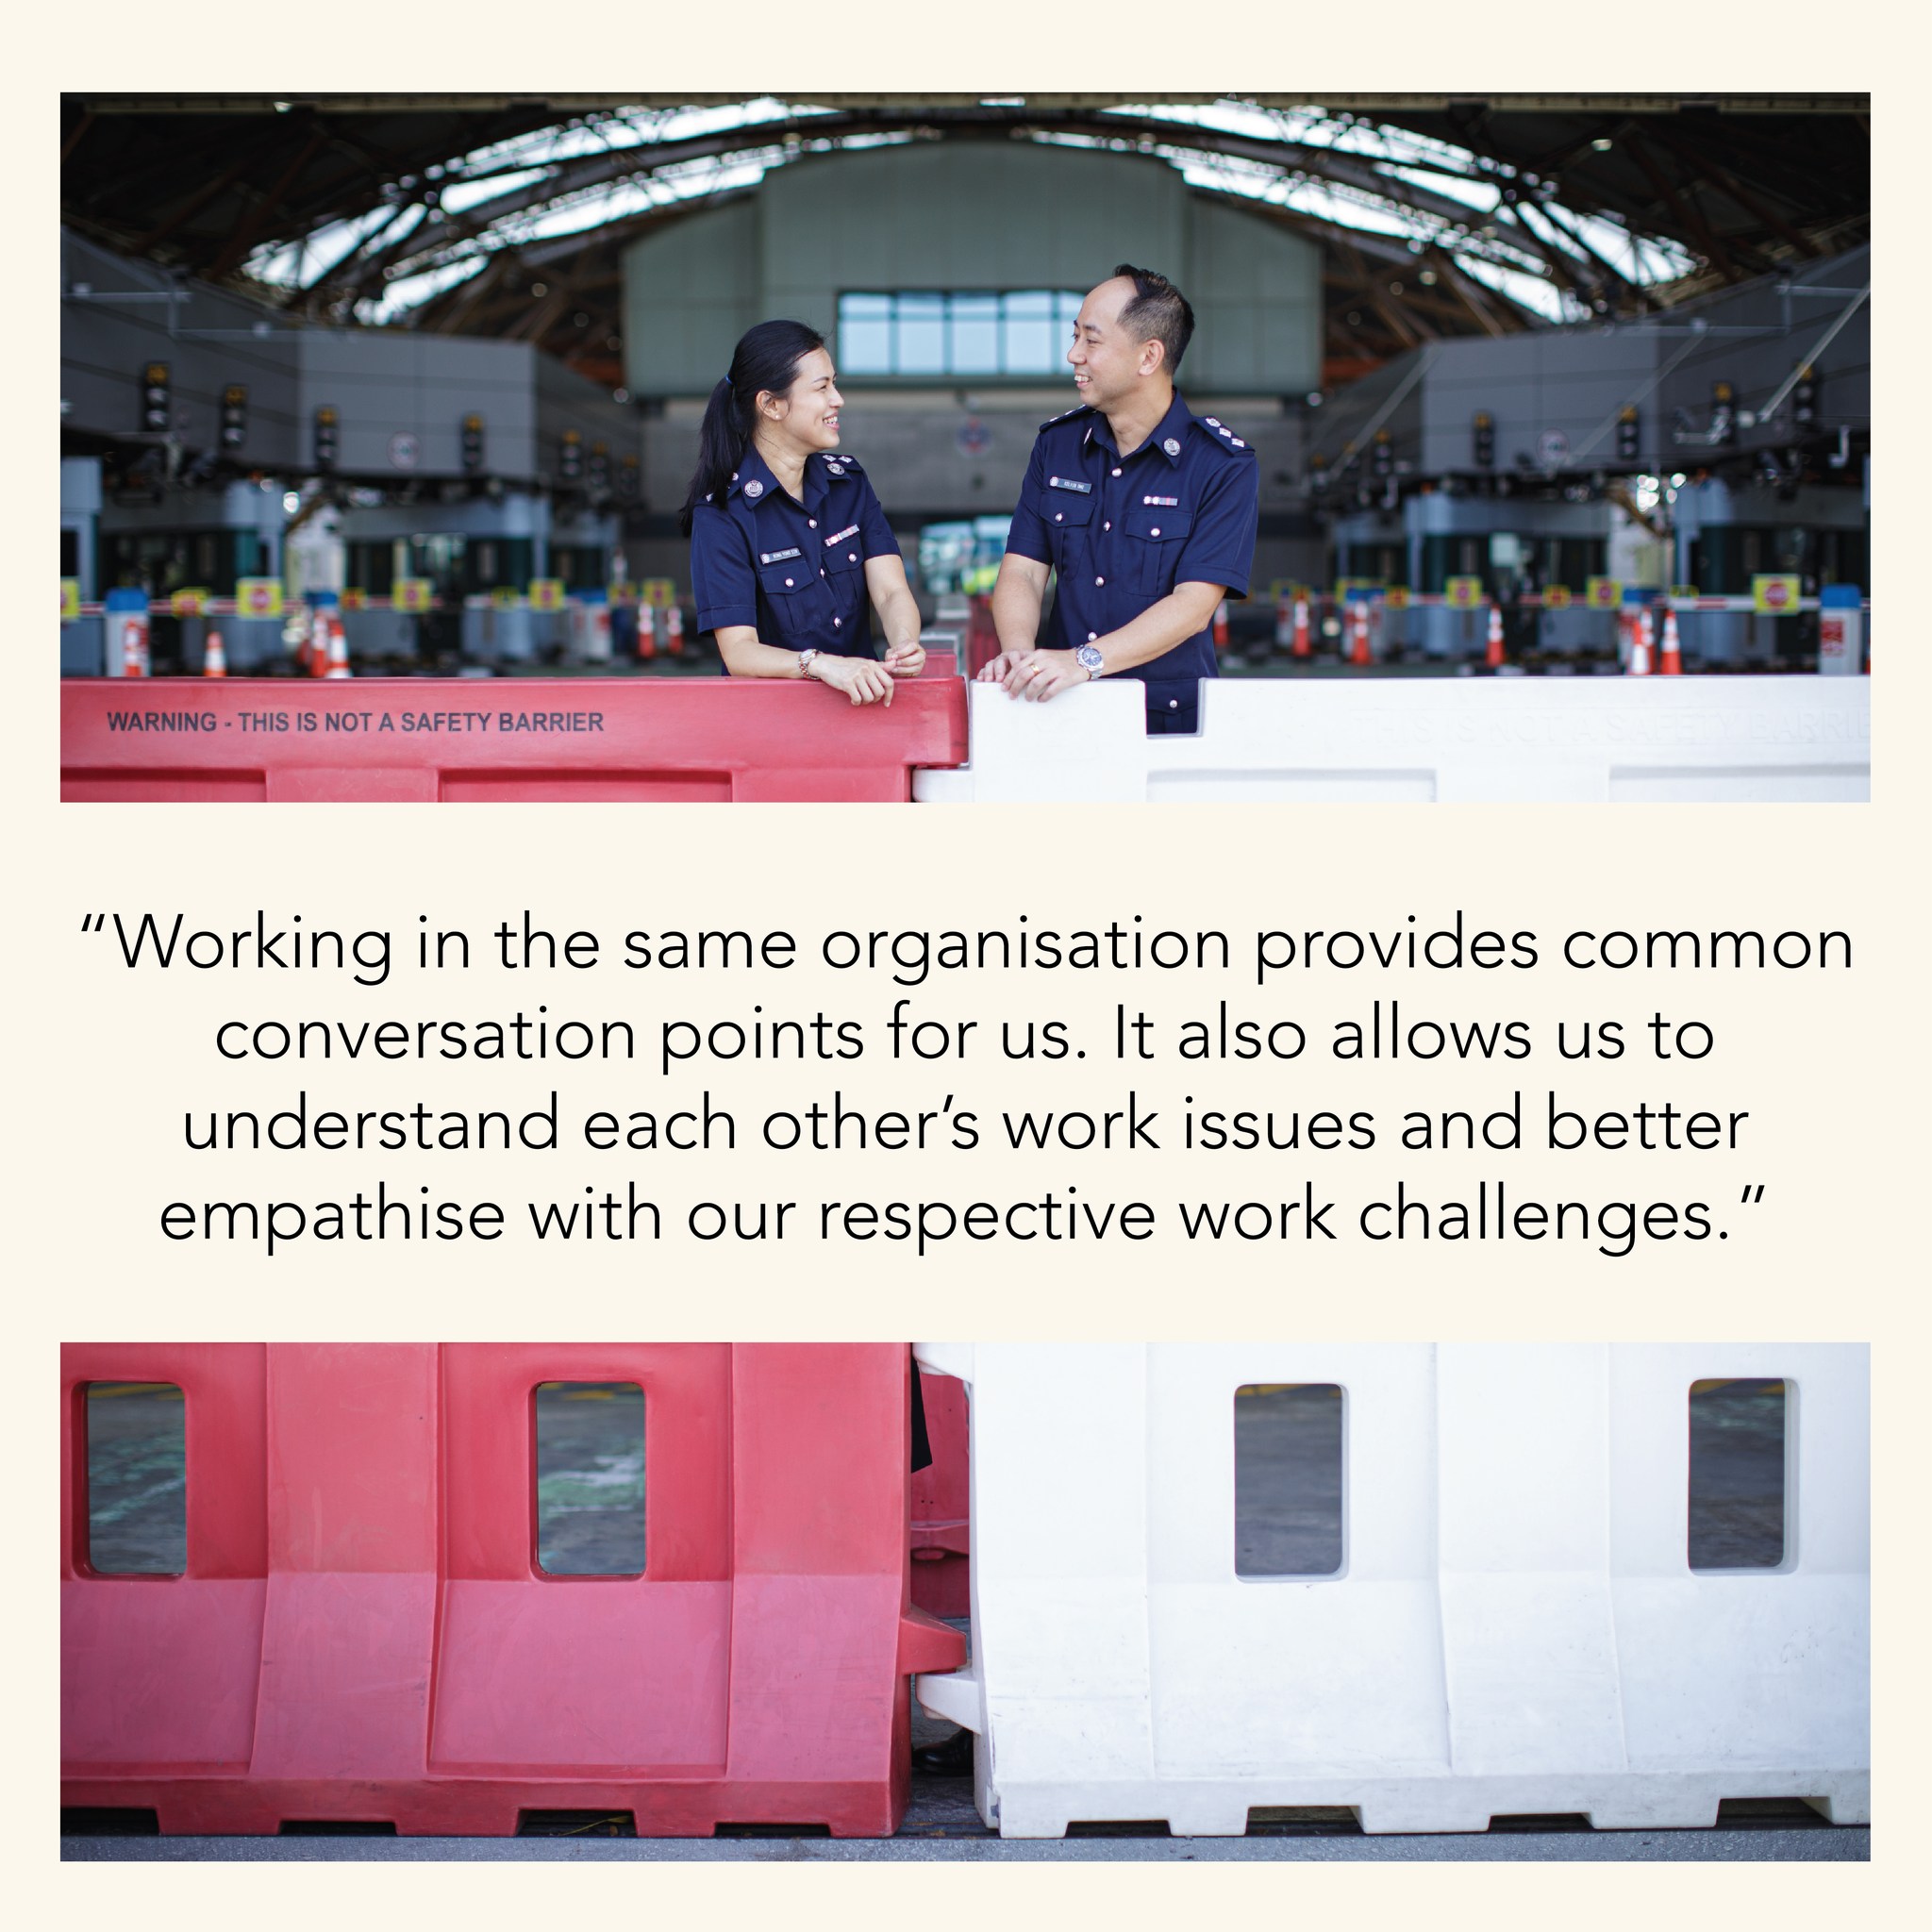 WARNING - THIS IS NOT A SAFETY BARRIER
“Working in the same organisation provides common
conversation points for us. It also allows us to
understand each other’s work issues and better
empathise with our respective work challenges.”